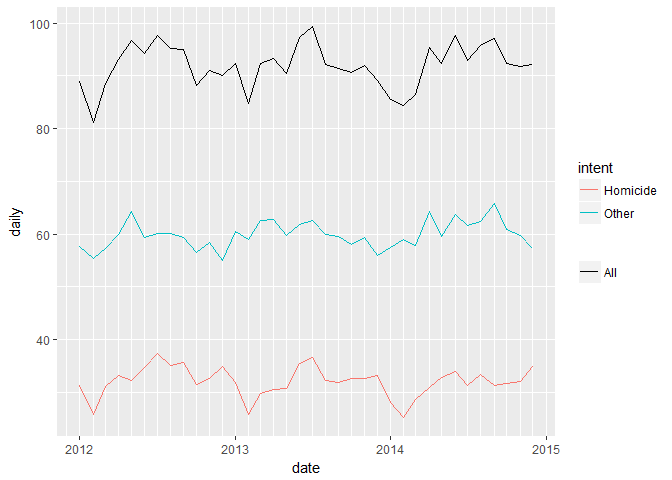 100
80
60
40
daily
2012
2013
2014
2015
date
intent
Homicide
Other
All